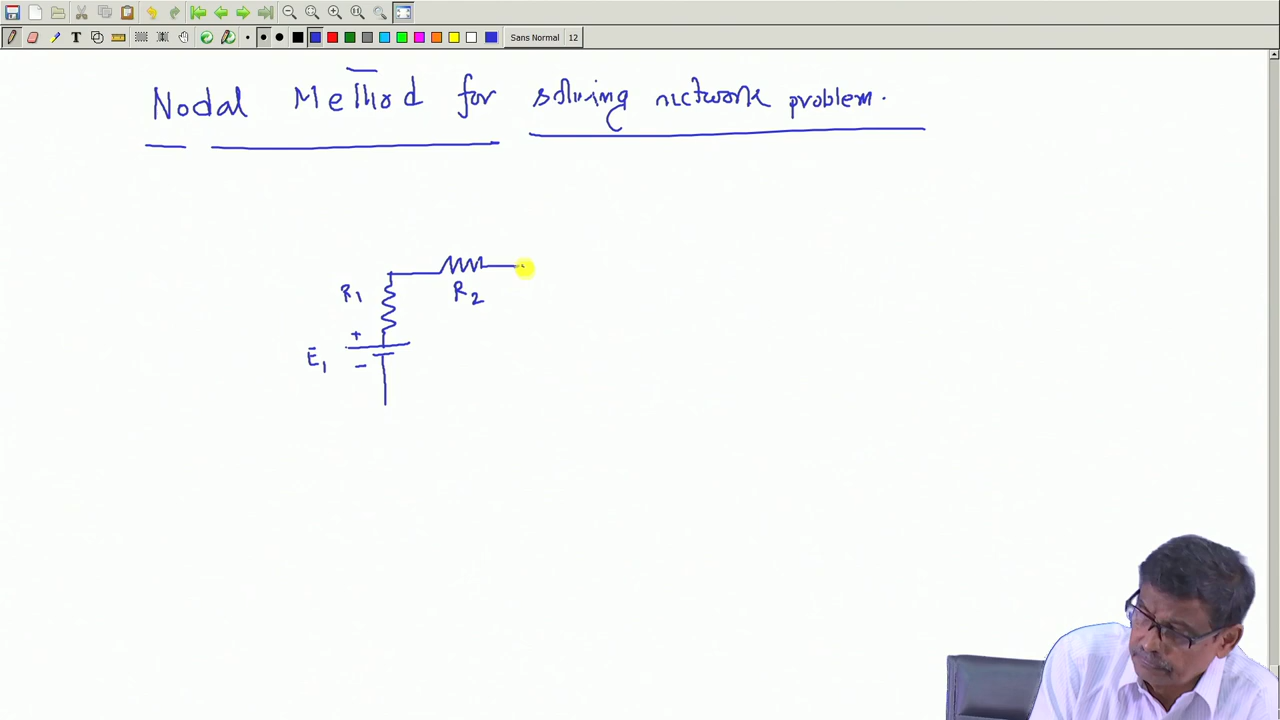 Sans Normal 12
Nodal Method for solving network problem.
R1
R2
+
E1
-